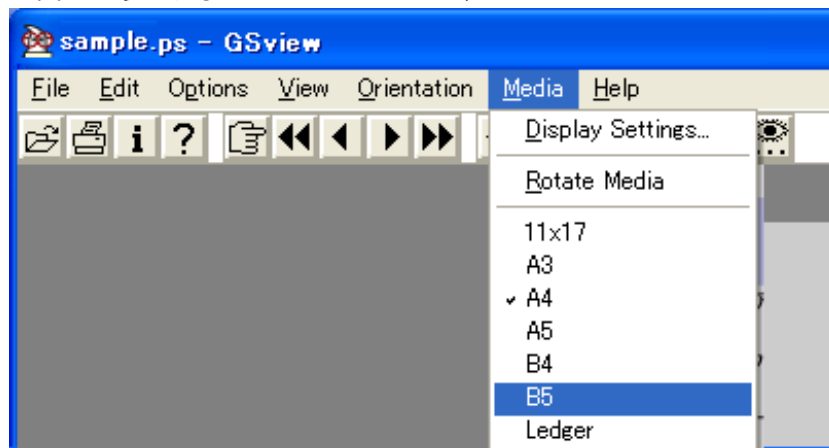 sample.ps - GSview
File Edit Options View Orientation Media Help
i ?
Display Settings...
Rotate Media
11x17
A3
✓ A4
A5
B4
B5
Ledger